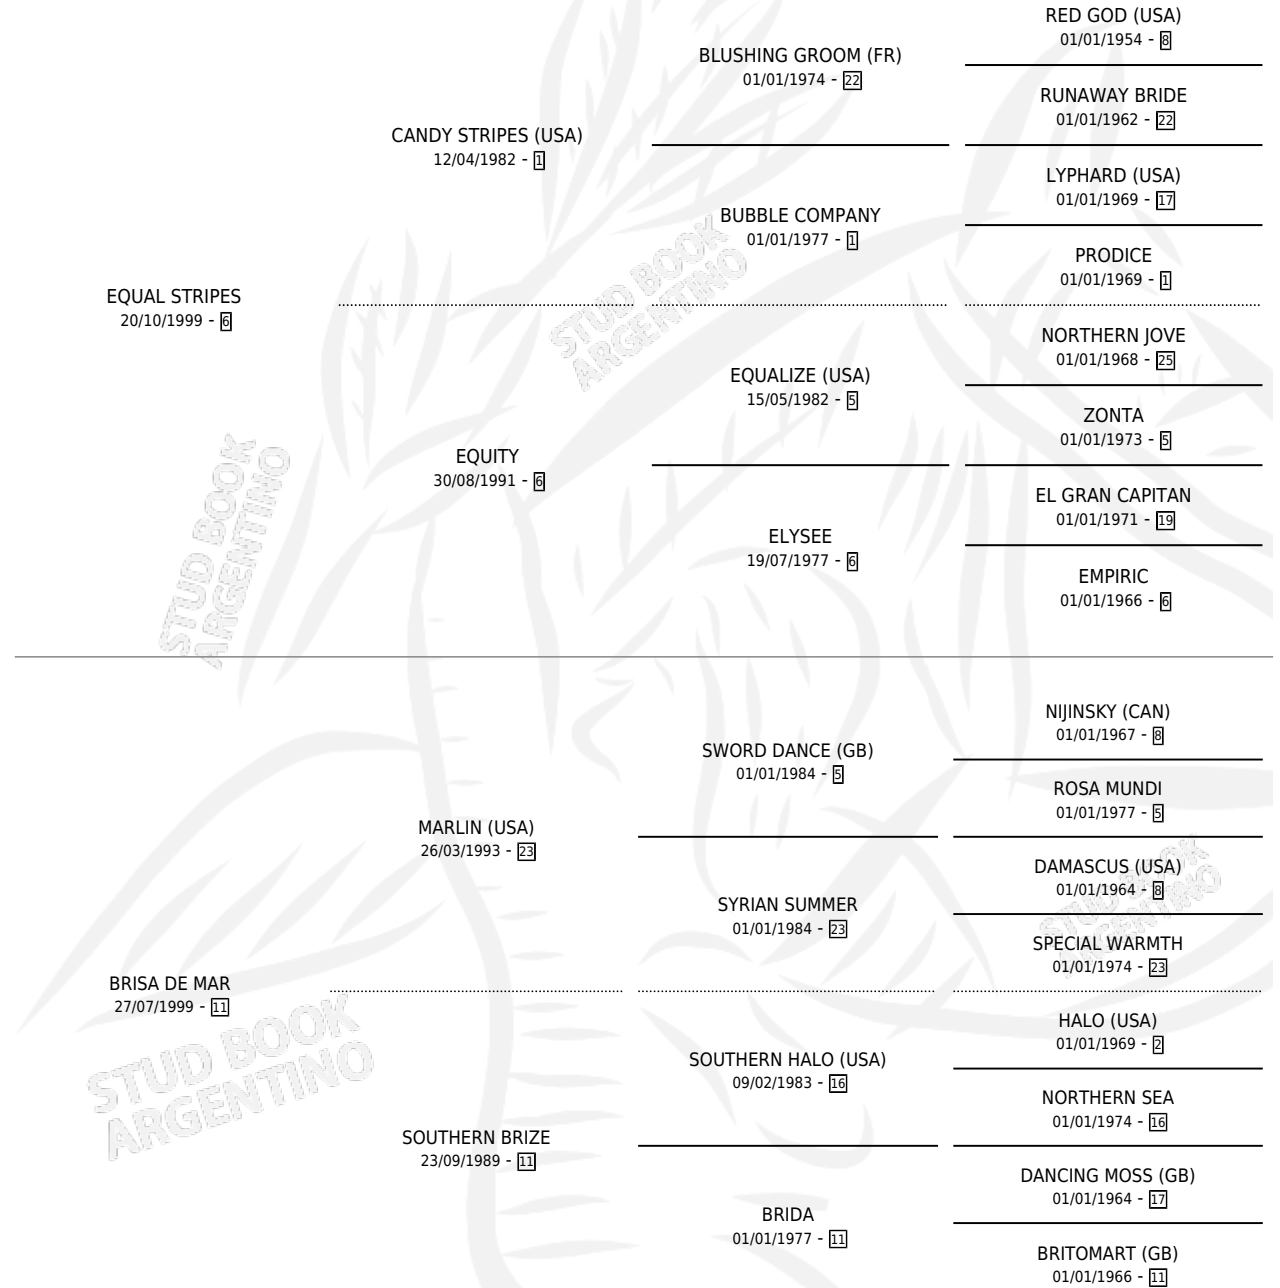 RED GOD (USA)
01/01/1954 - 8
BLUSHING GROOM (FR)
01/01/1974 - 22
RUNAWAY BRIDE
01/01/1962 - 22
CANDY STRIPES (USA)
12/04/1982 - 1
LYPHARD (USA)
01/01/1969 - 17
BUBBLE COMPANY
01/01/1977 - 1
PRODICE
01/01/1969 - 1
STUD BOOK
ARGENTINO
EQUAL STRIPES
20/10/1999 - 6
NORTHERN JOVE
01/01/1968 - 25
EQUALIZE (USA)
15/05/1982 - 5
ZONTA
01/01/1973 - 5
EQUITY
30/08/1991 - 6
EL GRAN CAPITAN
01/01/1971 - 19
ELYSEE
19/07/1977 - 6
EMPIRIC
01/01/1966 - 6
STUD BOOK
ARGENTINO
NIJINSKY (CAN)
01/01/1967 - 8
SWORD DANCE (GB)
01/01/1984 - 5
ROSA MUNDI
01/01/1977 - 5
MARLIN (USA)
26/03/1993 - 23
DAMASCUS (USA)
01/01/1964 - 8
SYRIAN SUMMER
01/01/1984 - 23
SPECIAL WARMTH
01/01/1974 - 23
STUD BOOK
ARGENTINO
BRISA DE MAR
27/07/1999 - 11
HALO (USA)
01/01/1969 - 2
SOUTHERN HALO (USA)
09/02/1983 - 16
NORTHERN SEA
01/01/1974 - 16
STUD BOOK
ARGENTINO
SOUTHERN BRIZE
23/09/1989 - 11
DANCING MOSS (GB)
01/01/1964 - 17
BRIDA
01/01/1977 - 11
BRITOMART (GB)
01/01/1966 - 11